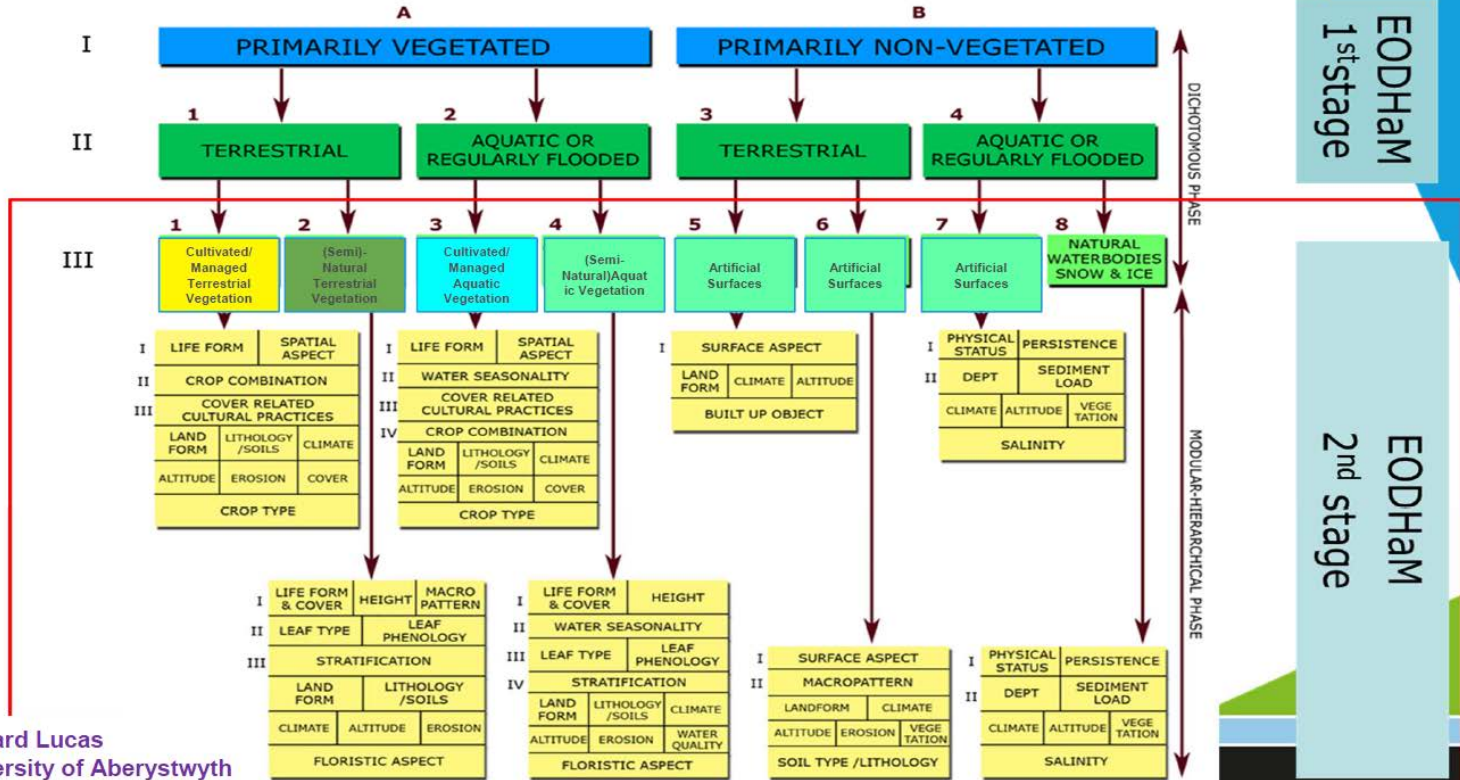 A
B
I
PRIMARILY VEGETATED
PRIMARILY NON-VEGETATED
1
2
3
4
II
TERRESTRIAL
AQUATIC OR
REGULARLY FLOODED
TERRESTRIAL
AQUATIC OR
REGULARLY FLOODED
DICHOTOMOUS PHASE
EODHaM
1st stage
III
1
Cultivated/
Managed
Terrestrial
Vegetation
2
(Semi)-
Natural
Terrestrial
Vegetation
3
Cultivated/
Managed
Aquatic
Vegetation
4
(Semi-
Natural)Aquat
ic Vegetation
5
Artificial
Surfaces
6
Artificial
Surfaces
7
Artificial
Surfaces
8
NATURAL
WATERBODIES
SNOW & ICE
I
LIFE FORM
SPATIAL
ASPECT
II
CROP COMBINATION
III
COVER RELATED
CULTURAL PRACTICES
LAND
FORM
LITHOLOGY
/SOILS
CLIMATE
ALTITUDE
EROSION
COVER
CROP TYPE
I
LIFE FORM
SPATIAL
ASPECT
II
WATER SEASONALITY
III
COVER RELATED
CULTURAL PRACTICES
IV
CROP COMBINATION
LAND
FORM
LITHOLOGY
/SOILS
CLIMATE
ALTITUDE
EROSION
COVER
CROP TYPE
I
SURFACE ASPECT
LAND
FORM
CLIMATE
ALTITUDE
BUILT UP OBJECT
I
PHYSICAL
STATUS
PERSISTENCE
II
DEPT
SEDIMENT
LOAD
CLIMATE
ALTITUDE
VEGE
TATION
SALINITY
MODULAR-HIERARCHICAL PHASE
EODHaM
2nd stage
I
LIFE FORM
& COVER
HEIGHT
MACRO
PATTERN
II
LEAF TYPE
LEAF
PHENOLOGY
III
STRATIFICATION
LAND
FORM
LITHOLOGY
/SOILS
CLIMATE
ALTITUDE
EROSION
FLORISTIC ASPECT
I
LIFE FORM
& COVER
HEIGHT
II
WATER SEASONALITY
III
LEAF TYPE
LEAF
PHENOLOGY
IV
STRATIFICATION
LAND
FORM
LITHOLOGY
/SOILS
CLIMATE
ALTITUDE
EROSION
WATER
QUALITY
FLORISTIC ASPECT
I
SURFACE ASPECT
II
MACROPATTERN
LANDFORM
CLIMATE
ALTITUDE
EROSION
VEGE
TATION
SOIL TYPE /LITHOLOGY
I
PHYSICAL
STATUS
PERSISTENCE
II
DEPT
SEDIMENT
LOAD
CLIMATE
ALTITUDE
VEGE
TATION
SALINITY
ard Lucas
ersity of Aberystwyth